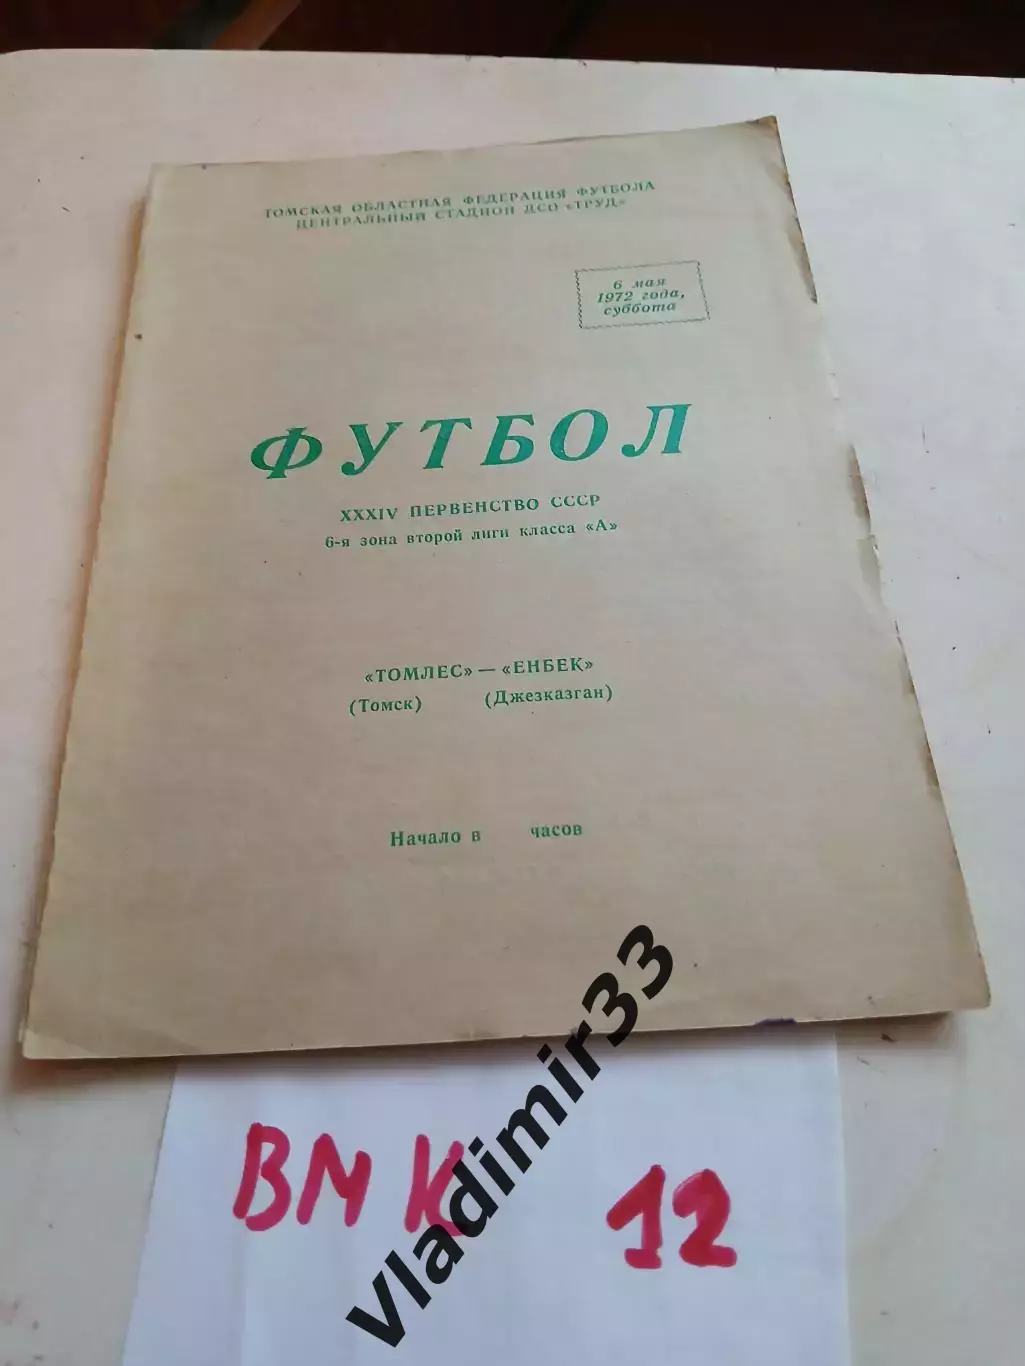 ТОМСКАЯ ОБЛАСТНАЯ ФЕДЕРАЦИЯ ФУТБОЛА
ЦЕНТРАЛЬНЫЙ СТАДИОН ДСО «ТРУД»
6 мая
1972 года,
суббота
ФУТБОЛ
XXXIV ПЕРВЕНСТВО СССР
6-я зона второй лиги класса «А»
«ТОМЛЕС» — «ЕНБЕК»
(Томск) (Джезказган)
Начало в часов
ВМК 12
Vladimir33